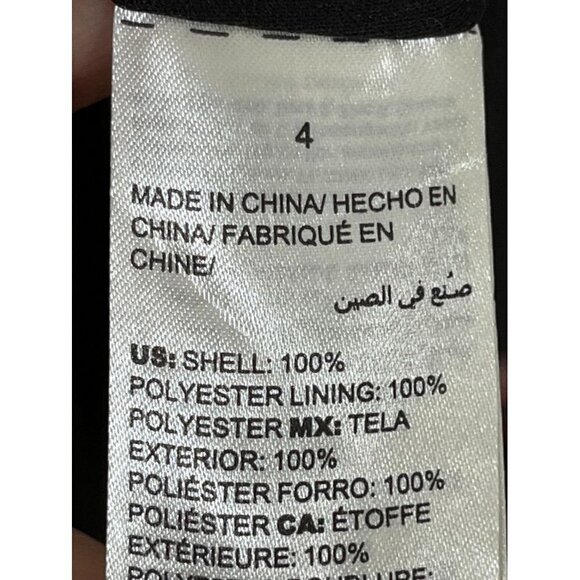 4
MADE IN CHINA/ HECHO EN
CHINA/ FABRIQUÉ EN
CHINE/
صُنع في الصين
US: SHELL: 100%
POLYESTER LINING: 100%
POLYESTER MX: TELA
EXTERIOR: 100%
POLIÉSTER FORRO: 100%
POLIÉSTER CA: ÉTOFFE
EXTÉRIEURE: 100%